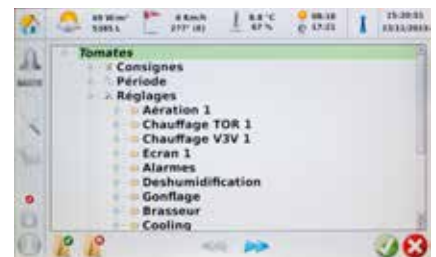 Tomates
Consignes
Période
Réglages
Aération 1
Chauffage TOR 1
Chauffage V3V 1
Ecran 1
Alarmes
Deshumidification
Gonflage
Brasseur
Cooling